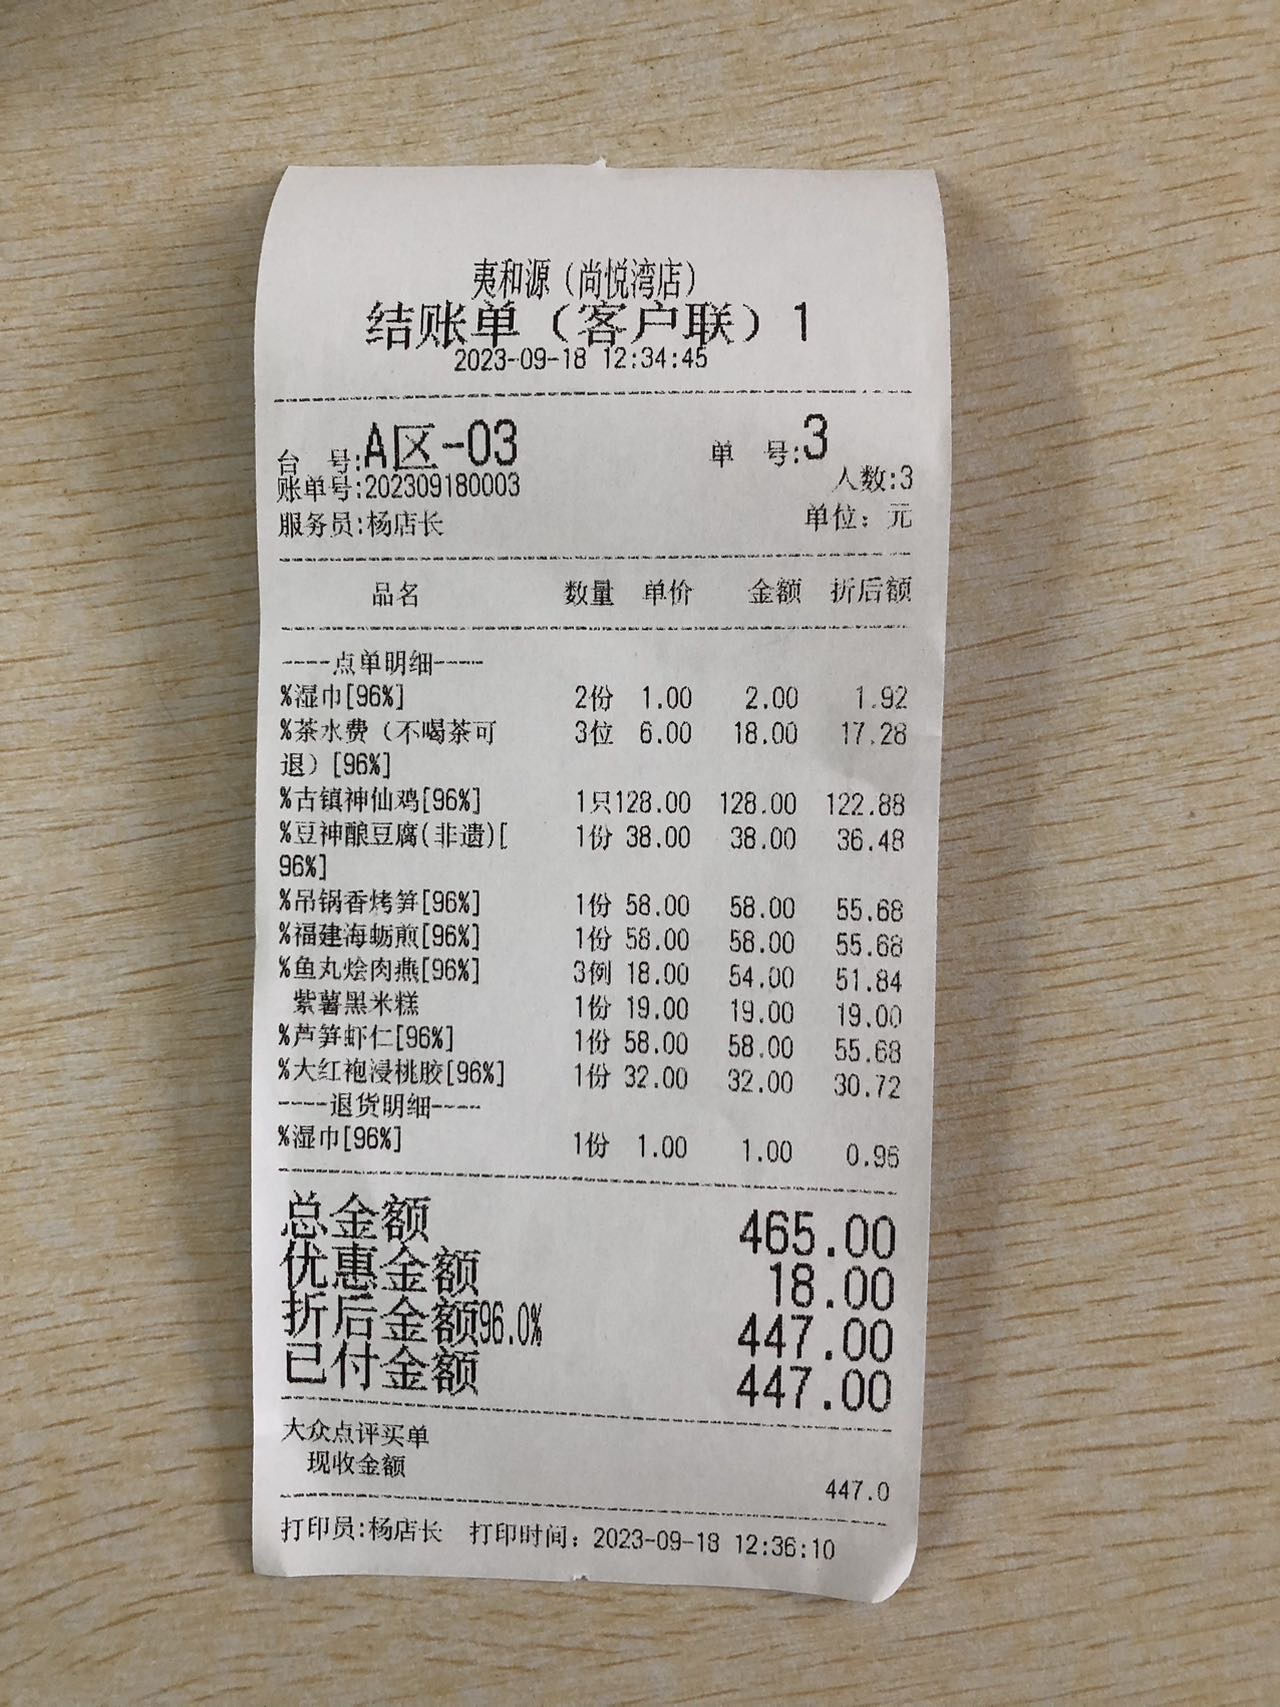 夷和源（尚悦湾店）
结账单（客户联）1
2023-09-18 12:34:45
台 号:A区-03 单 号:3
账单号:202309180003 人数:3
服务员:杨店长 单位：元
品名 数量 单价 金额 折后额
----点单明细----
%湿巾[96%] 2份 1.00 2.00 1.92
%茶水费（不喝茶可 3位 6.00 18.00 17.28
退）[96%]
%古镇神仙鸡[96%] 1只128.00 128.00 122.88
%豆神酿豆腐(非遗)[ 1份 38.00 38.00 36.48
96%]
%吊锅香烤笋[96%] 1份 58.00 58.00 55.68
%福建海蛎煎[96%] 1份 58.00 58.00 55.68
%鱼丸烩肉燕[96%] 3例 18.00 54.00 51.84
紫薯黑米糕 1份 19.00 19.00 19.00
%芦笋虾仁[96%] 1份 58.00 58.00 55.68
%大红袍浸桃胶[96%] 1份 32.00 32.00 30.72
----退货明细----
%湿巾[96%] 1份 1.00 1.00 0.96
总金额 465.00
优惠金额 18.00
折后金额96.0% 447.00
已付金额 447.00
大众点评买单
现收金额
447.0
打印员:杨店长 打印时间：2023-09-18 12:36:10